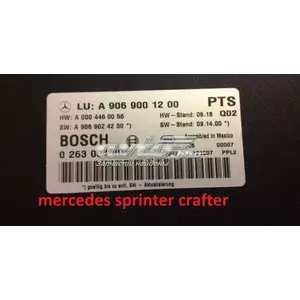 LU: A 906 900 12 00 PTS
HW: A 000 446 00 56 HW-Stand: 06.18 Q02
SW: A 906 902 42 00 *) SW-Stand: 09.14.00 *)
BOSCH Assembled in Mexico
0 263 0 00007
PPL2
*) gueltig bis zu evtl. SW - Aktualisierung
mercedes sprinter crafter